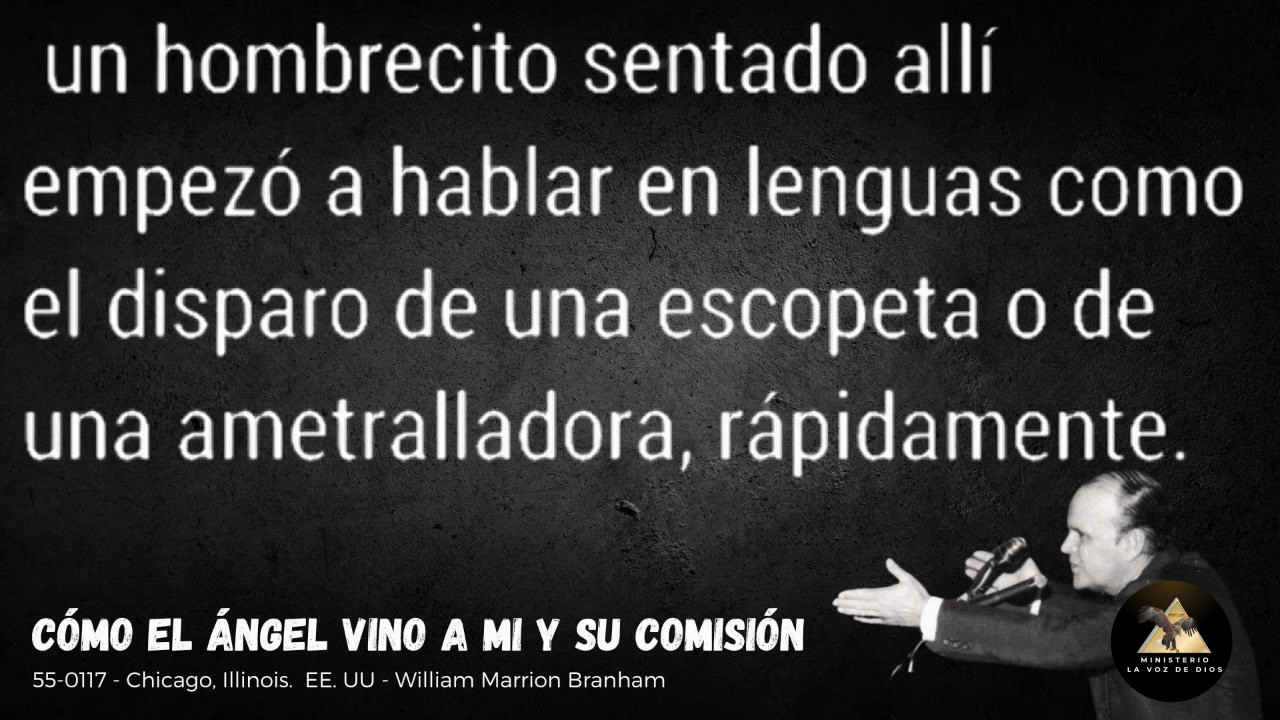 un hombrecito sentado allí
empezó a hablar en lenguas como
el disparo de una escopeta o de
una ametralladora, rápidamente.
CÓMO EL ÁNGEL VINO A MI Y SU COMISIÓN
55-0117 - Chicago, Illinois. EE. UU - William Marrion Branham
MINISTERIO
LA VOZ DE DIOS